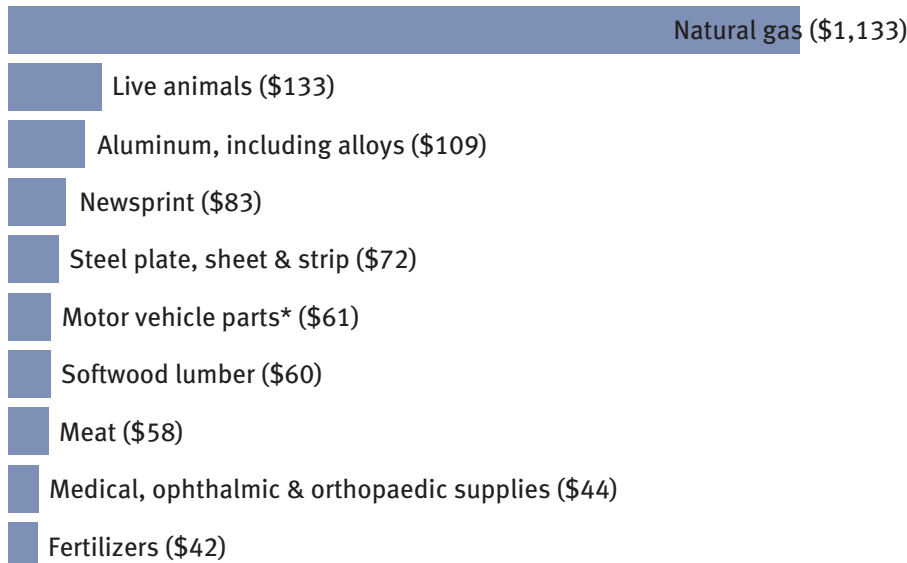 Natural gas ($1,133)
Live animals ($133)
Aluminum, including alloys ($109)
Newsprint ($83)
Steel plate, sheet & strip ($72)
Motor vehicle parts* ($61)
Softwood lumber ($60)
Meat ($58)
Medical, ophthalmic & orthopaedic supplies ($44)
Fertilizers ($42)